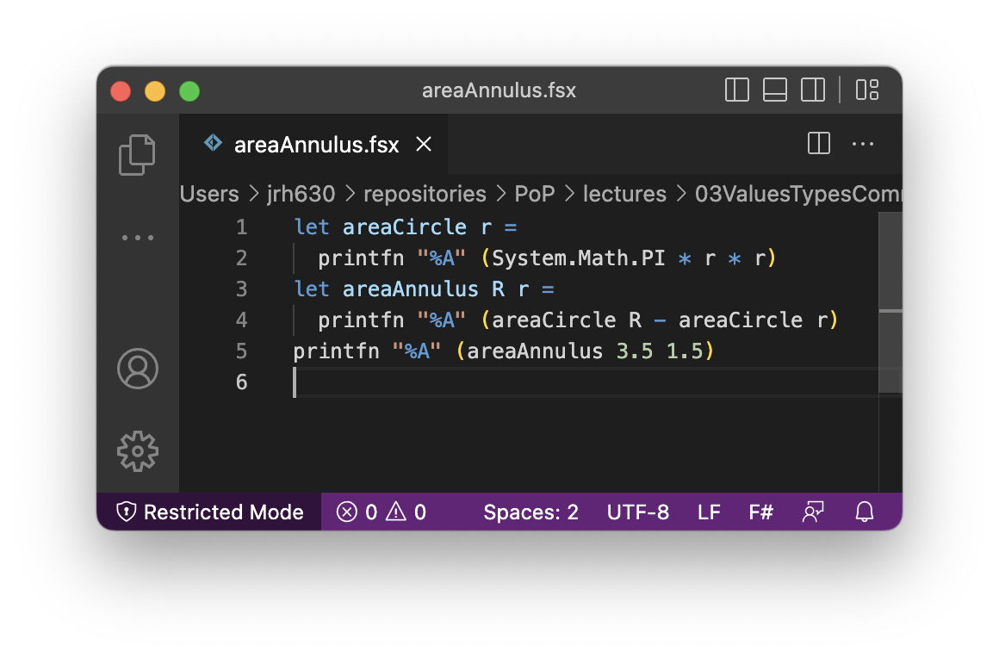 areaAnnulus.fsx
areaAnnulus.fsx
Users > jrh630 > repositories > PoP > lectures > 03ValuesTypesCom
1 let areaCircle r =
2   printfn "%A" (System.Math.PI * r * r)
3 let areaAnnulus R r =
4   printfn "%A" (areaCircle R - areaCircle r)
5 printfn "%A" (areaAnnulus 3.5 1.5)
6
Restricted Mode 0 0 Spaces: 2 UTF-8 LF F#